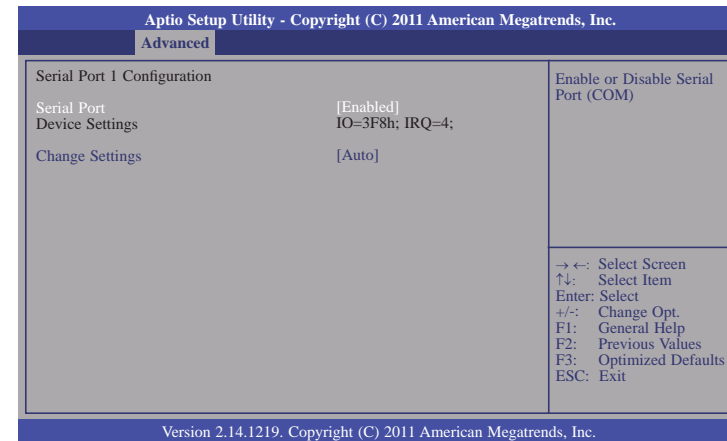 Aptio Setup Utility - Copyright (C) 2011 American Megatrends, Inc.
Advanced
Serial Port 1 Configuration
Serial Port [Enabled]
Device Settings IO=3F8h; IRQ=4;
Change Settings [Auto]
Enable or Disable Serial
Port (COM)
→ ←: Select Screen
↑↓: Select Item
Enter: Select
+/-: Change Opt.
F1: General Help
F2: Previous Values
F3: Optimized Defaults
ESC: Exit
Version 2.14.1219. Copyright (C) 2011 American Megatrends, Inc.